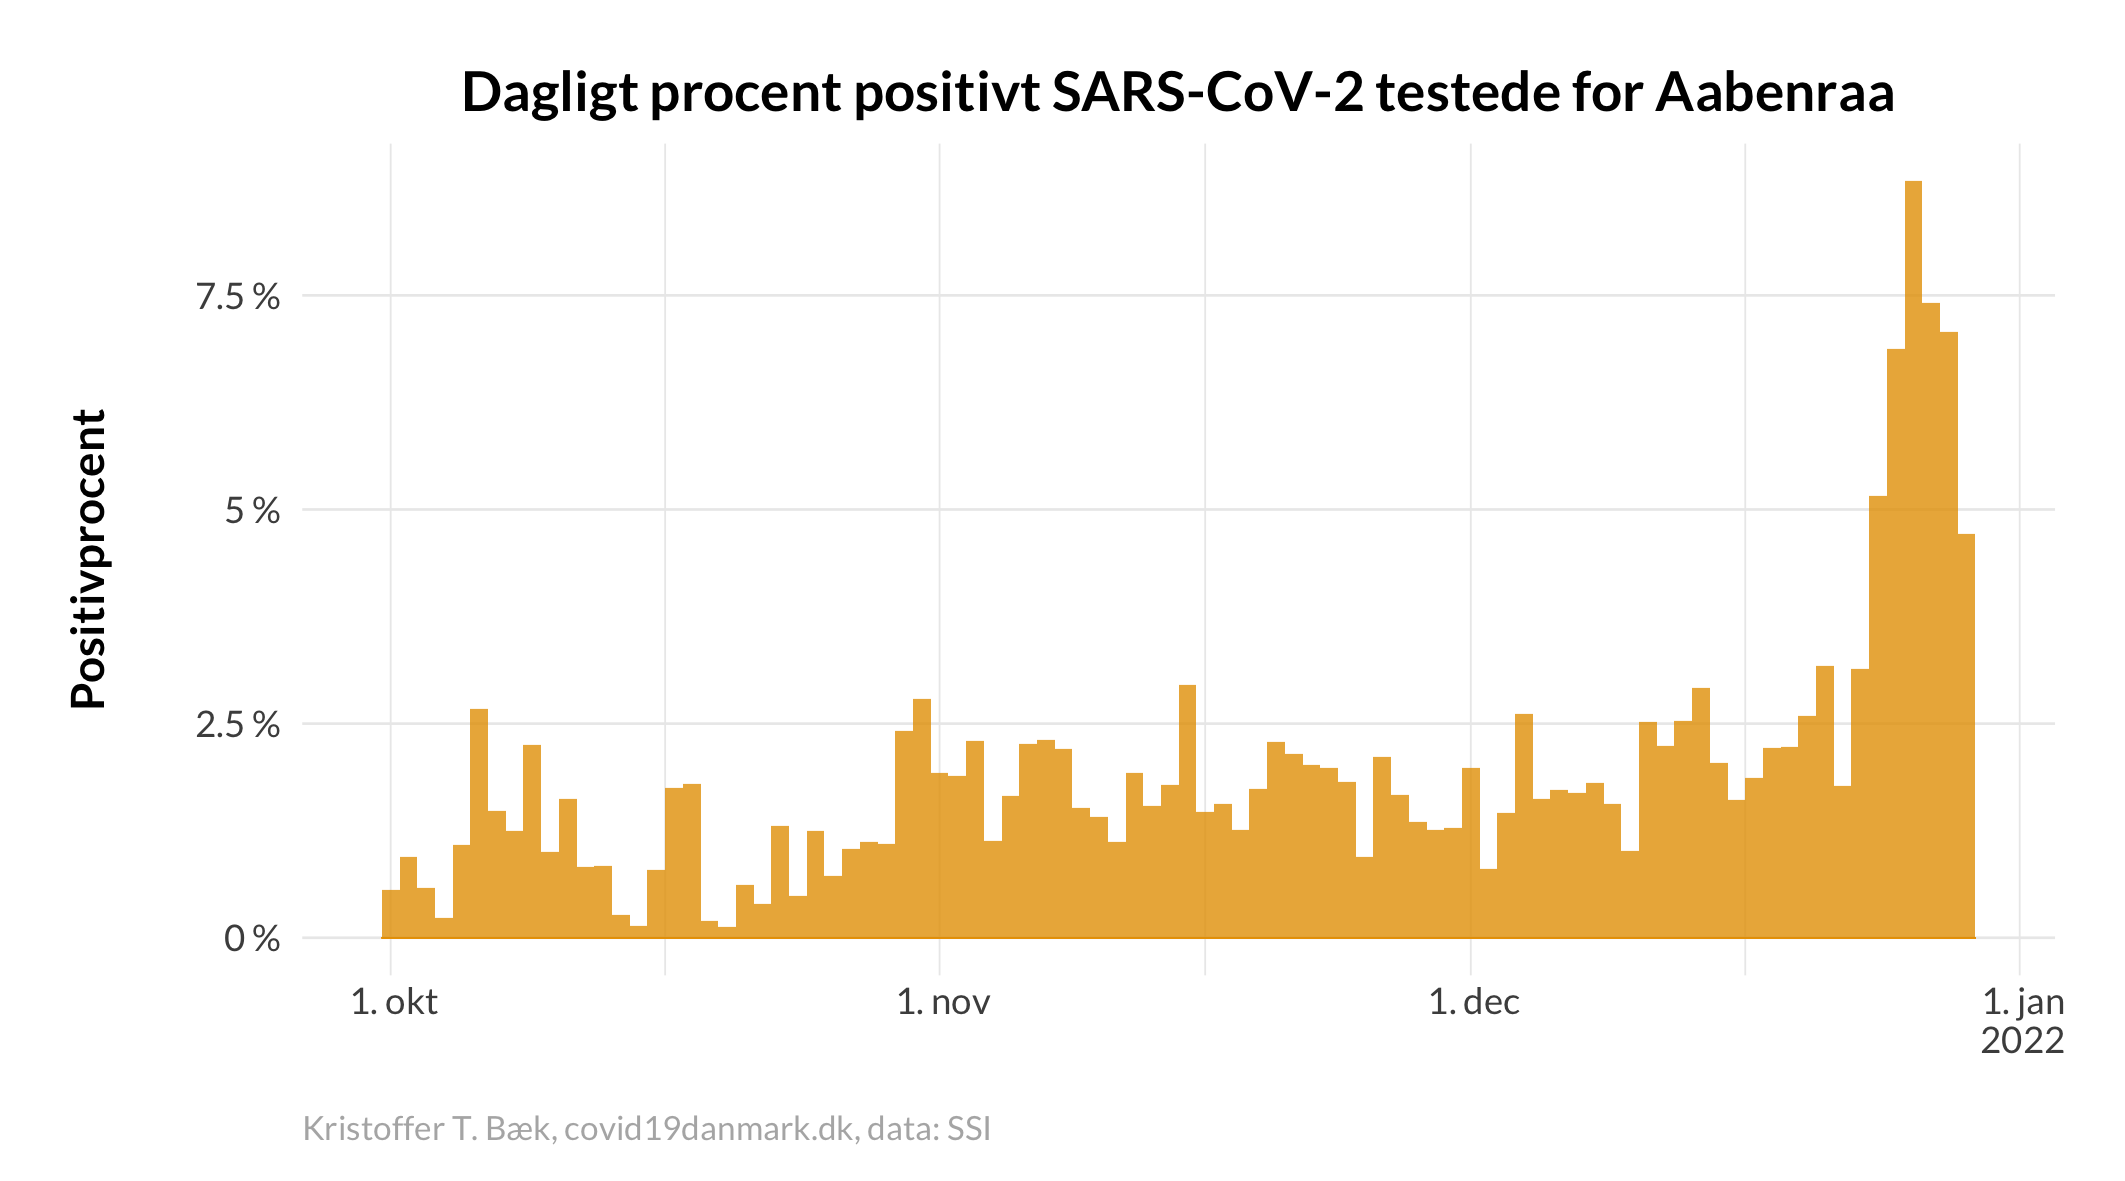 Dagligt procent positivt SARS-CoV-2 testede for Aabenraa
Positivprocent
7.5 %
5 %
2.5 %
0 %
1. okt
1. nov
1. dec
1. jan
2022
Kristoffer T. Bæk, covid19danmark.dk, data: SSI